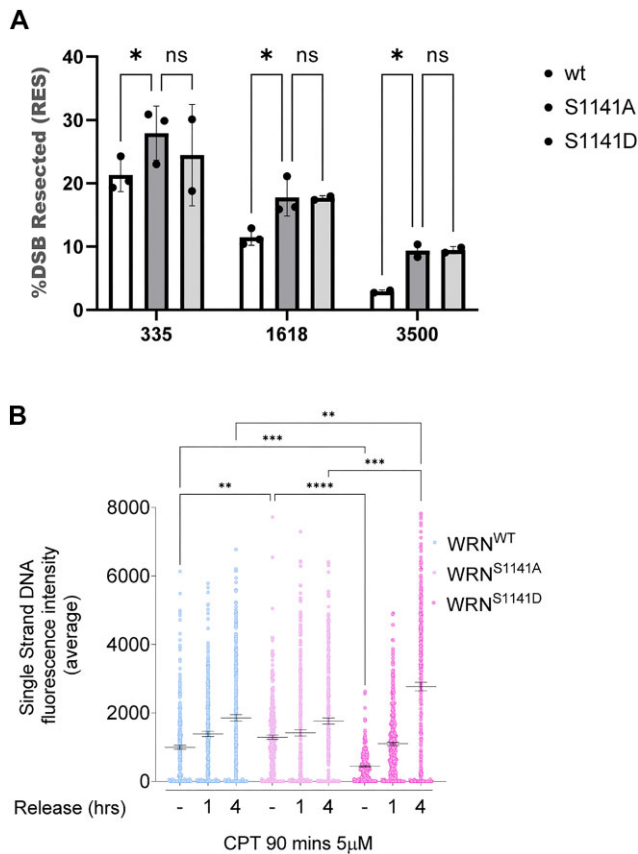 A
* ns * ns * ns
%DSB Resected (RES)
40
30
20
10
0
335 1618 3500
wt
S1141A
S1141D
B
**
***
***
** ****
Single Strand DNA
fluorescence intensity
(average)
8000
6000
4000
2000
0
WRN^WT
WRN^S1141A
WRN^S1141D
Release (hrs) - 1 4 - 1 4 - 1 4
CPT 90 mins 5μM